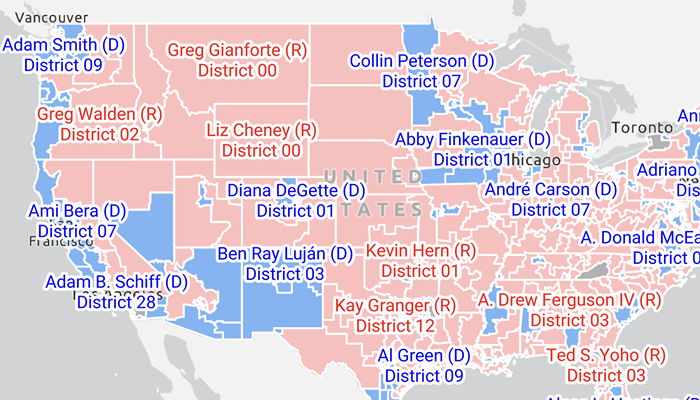 Vancouver
Adam Smith (D)
District 09
Greg Gianforte (R)
District 00
Collin Peterson (D)
District 07
Greg Walden (R)
District 02
Liz Cheney (R)
District 00
Abby Finkenauer (D)
District 01
Toronto
UNITED
STATES
Diana DeGette (D)
District 01
André Carson (D)
District 07
Adriano
Dis
Ami Bera (D)
District 07
Francisco
Ben Ray Luján (D)
District 03
Kevin Hern (R)
District 01
A. Donald McEa
Adam B. Schiff (D)
District 28
Kay Granger (R)
District 12
A. Drew Ferguson IV (R)
District 03
Al Green (D)
District 09
Ted S. Yoho (R)
District 03